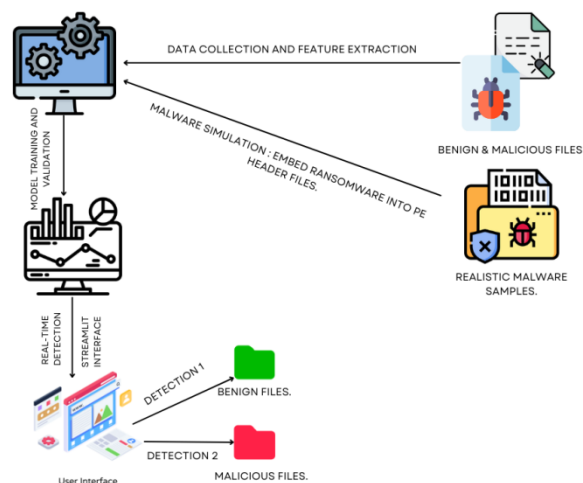 DATA COLLECTION AND FEATURE EXTRACTION
BENIGN & MALICIOUS FILES
MALWARE SIMULATION : EMBED RANSOMWARE INTO PE
HEADER FILES.
MODEL TRAINING AND
VALIDATION
REALISTIC MALWARE
SAMPLES.
REAL-TIME
DETECTION
STREAMLIT
INTERFACE
DETECTION 1
BENIGN FILES.
DETECTION 2
MALICIOUS FILES.
User Interface